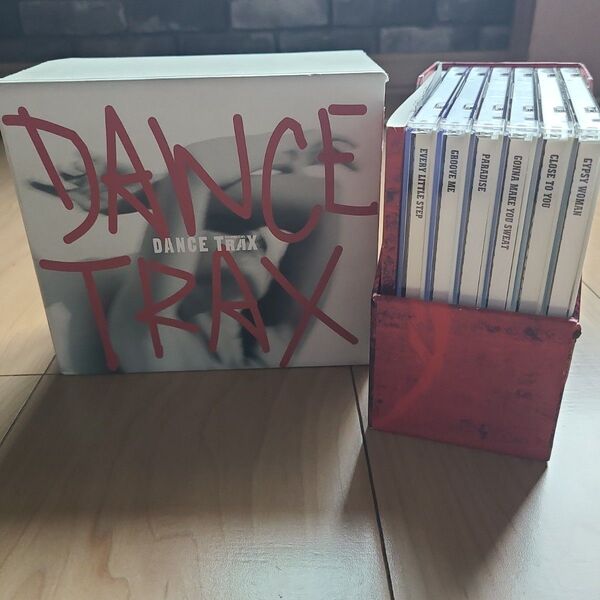 DANCE
DANCE TRAX
TRAX
EVERY LITTLE STEP
GROOVE ME
PARADISE
GONNA MAKE YOU SWEAT
CLOSE TO YOU
GYPSY WOMAN